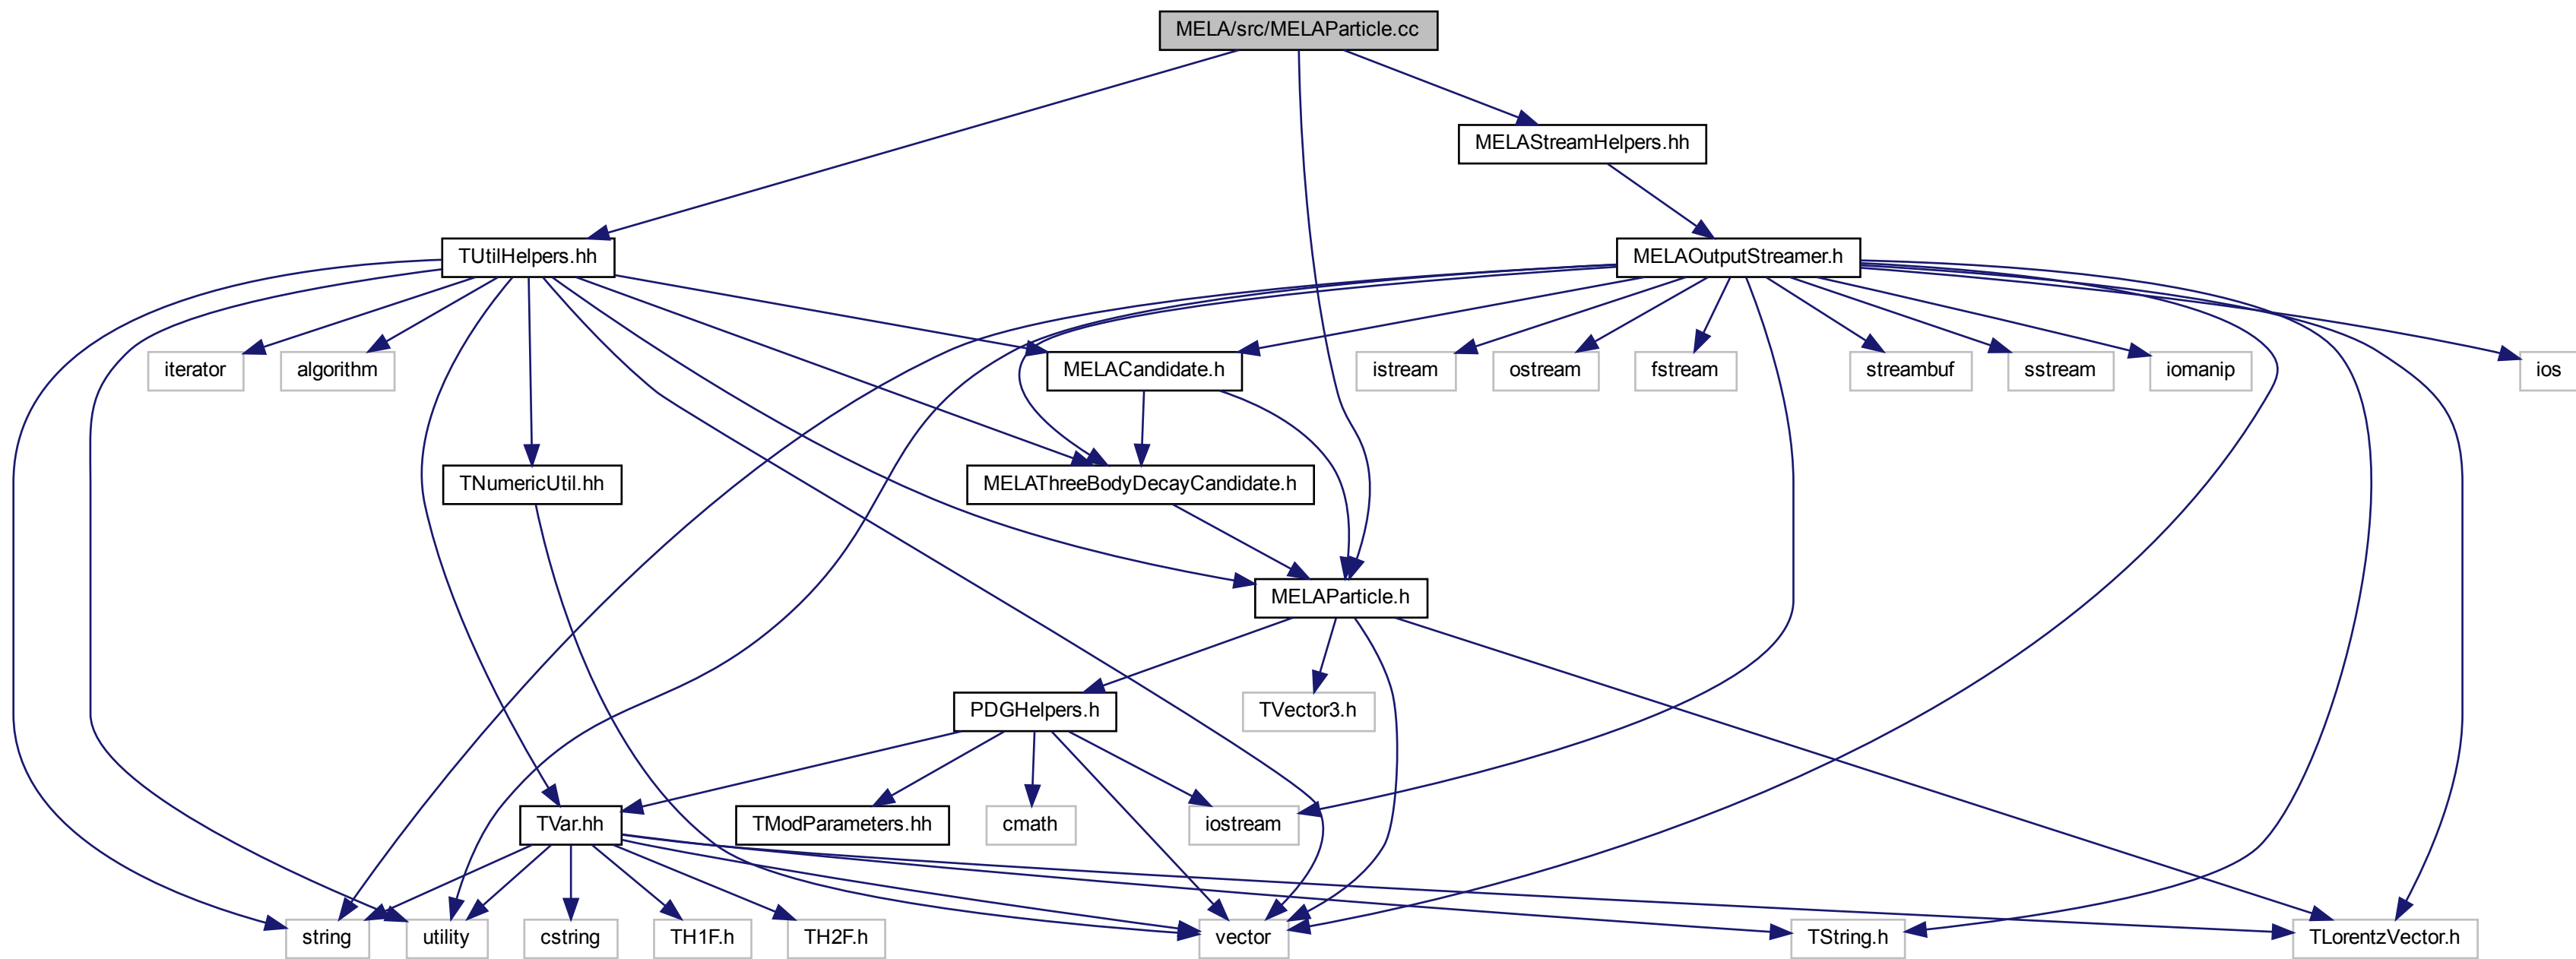 MELA/src/MELAParticle.cc
MELAStreamHelpers.hh
TUtilHelpers.hh
MELAOutputStreamer.h
iterator
algorithm
MELACandidate.h
istream
ostream
fstream
streambuf
sstream
iomanip
ios
TNumericUtil.hh
MELAThreeBodyDecayCandidate.h
MELAParticle.h
PDGHelpers.h
TVector3.h
TVar.hh
TModParameters.hh
cmath
iostream
string
utility
cstring
TH1F.h
TH2F.h
vector
TString.h
TLorentzVector.h